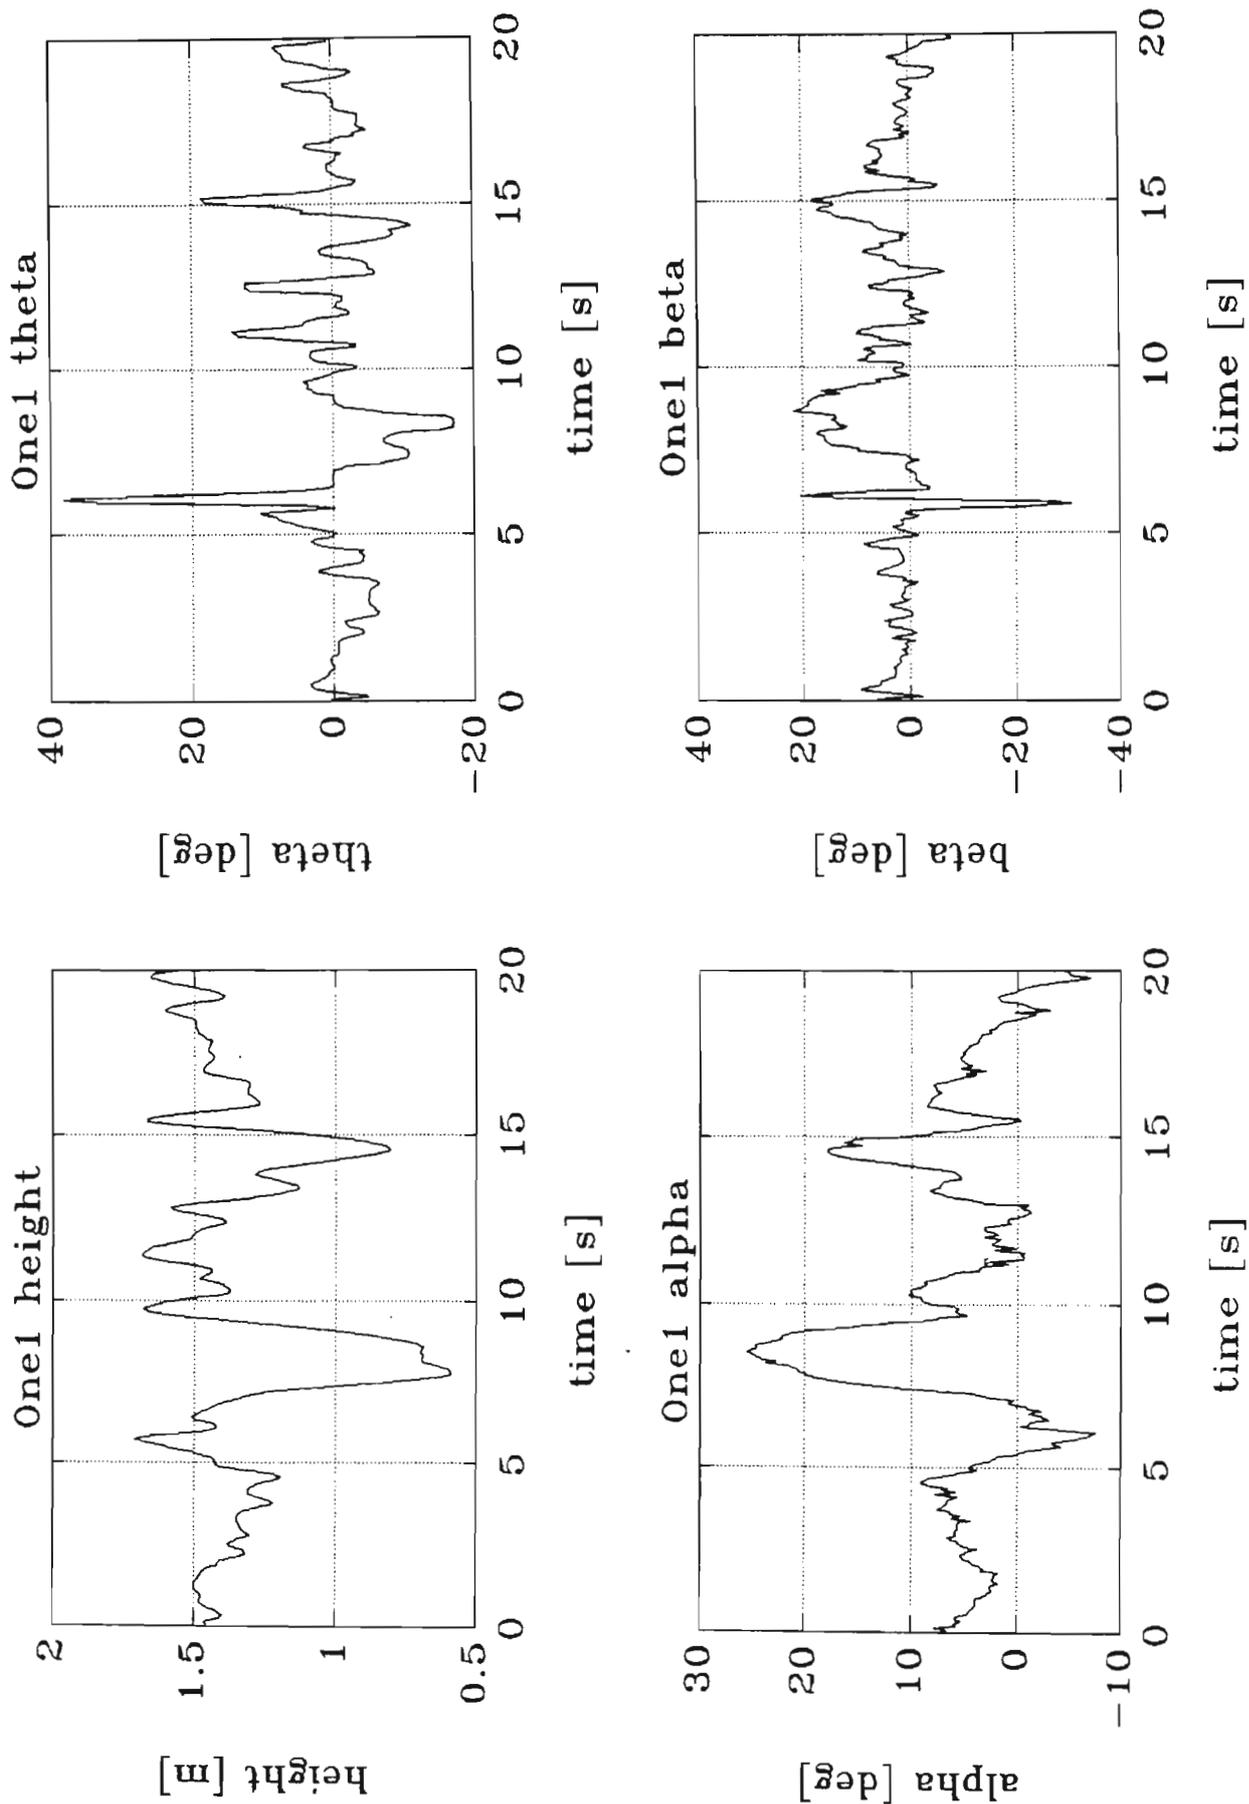 One1 height
2
1.5
1
0.5
height [m]
0 5 10 15 20
time [s]
One1 theta
40
20
0
-20
theta [deg]
0 5 10 15 20
time [s]
One1 alpha
30
20
10
0
-10
alpha [deg]
0 5 10 15 20
time [s]
One1 beta
40
20
0
-20
-40
beta [deg]
0 5 10 15 20
time [s]